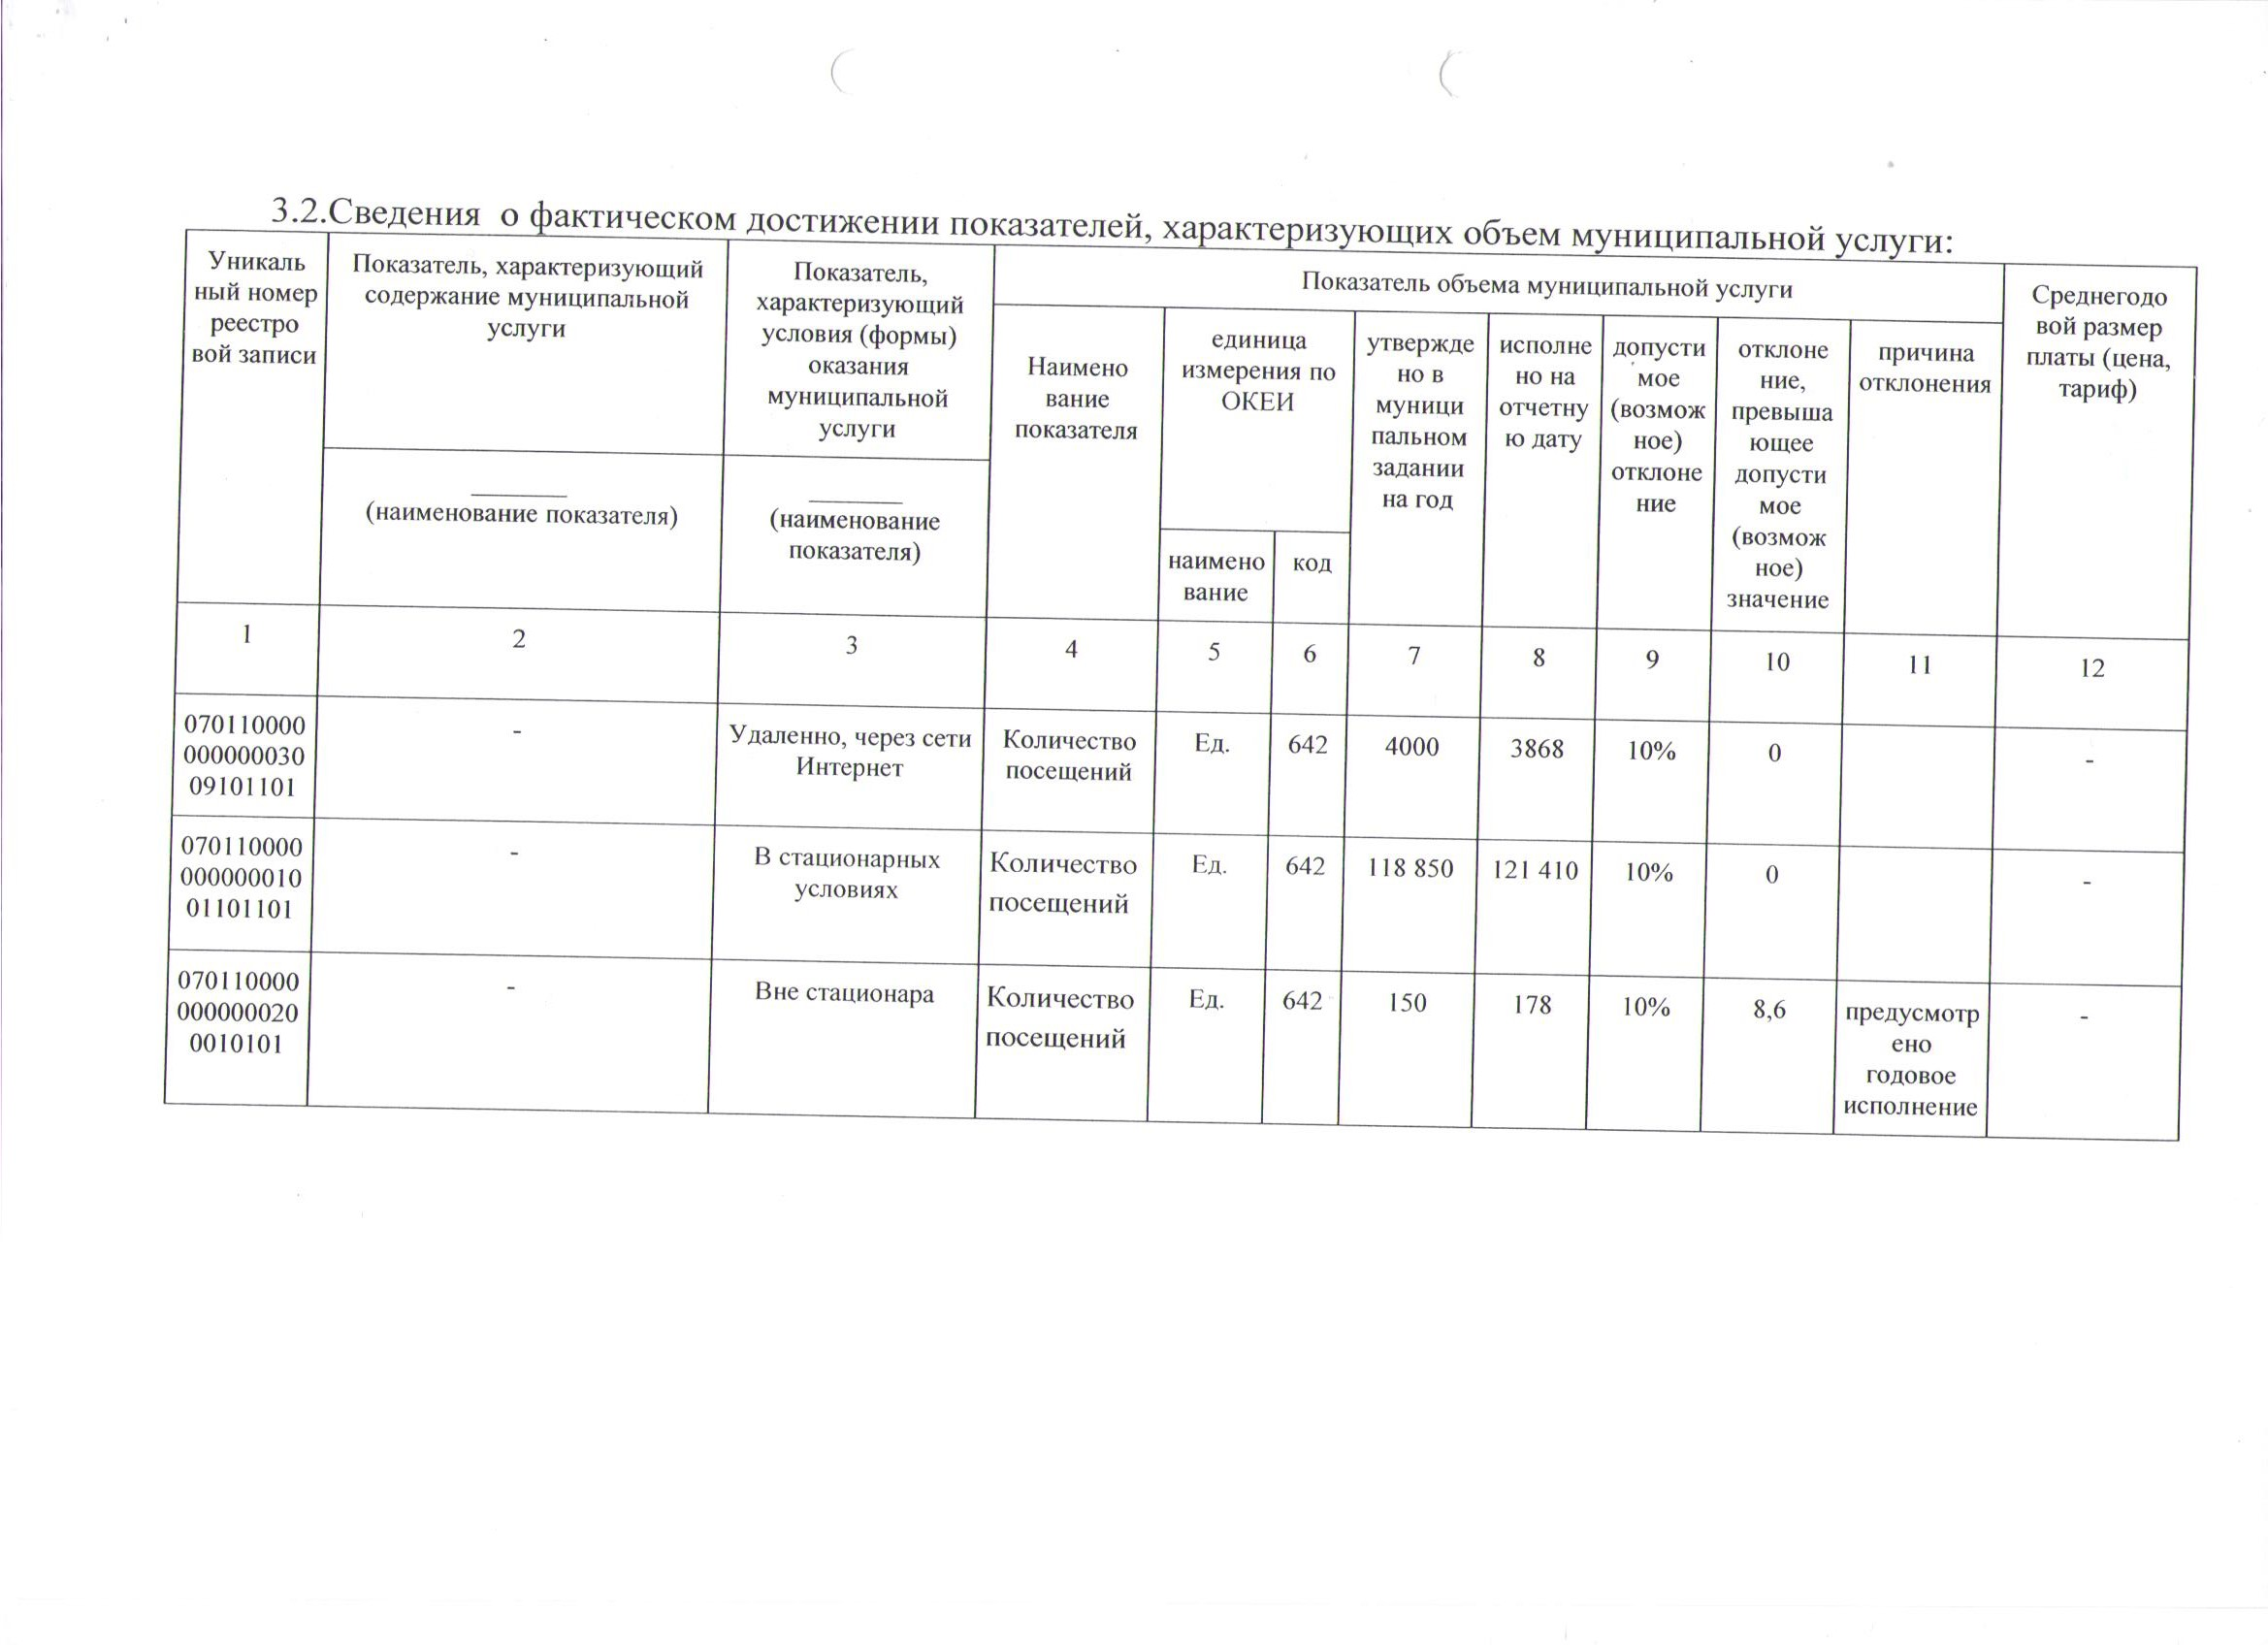 3.2.Сведения о фактическом достижении показателей, характеризующих объем муниципальной услуги:
Уникаль
ный номер
реестро
вой записи
Показатель, характеризующий
содержание муниципальной
услуги
Показатель,
характеризующий
условия (формы)
оказания
муниципальной
услуги
Показатель объема муниципальной услуги
Среднегодо
вой размер
платы (цена,
тариф)
Наимено
вание
показателя
единица
измерения по
ОКЕИ
утвержде
но в
муници
пальном
задании
на год
исполне
но на
отчетну
ю дату
допусти
мое
(возмож
ное)
отклоне
ние
отклоне
ние,
превыша
ющее
допусти
мое
(возмож
ное)
значение
причина
отклонения
(наименование показателя)
(наименование
показателя)
наимено
вание
код
1 2 3 4 5 6 7 8 9 10 11 12
070110000
000000030
09101101
-
Удаленно, через сети
Интернет
Количество
посещений
Ед.
642
4000
3868
10%
0
-
070110000
000000010
01101101
-
В стационарных
условиях
Количество
посещений
Ед.
642
118 850
121 410
10%
0
-
070110000
000000020
0010101
-
Вне стационара
Количество
посещений
Ед.
642
150
178
10%
8,6
предусмотр
ено
годовое
исполнение
-